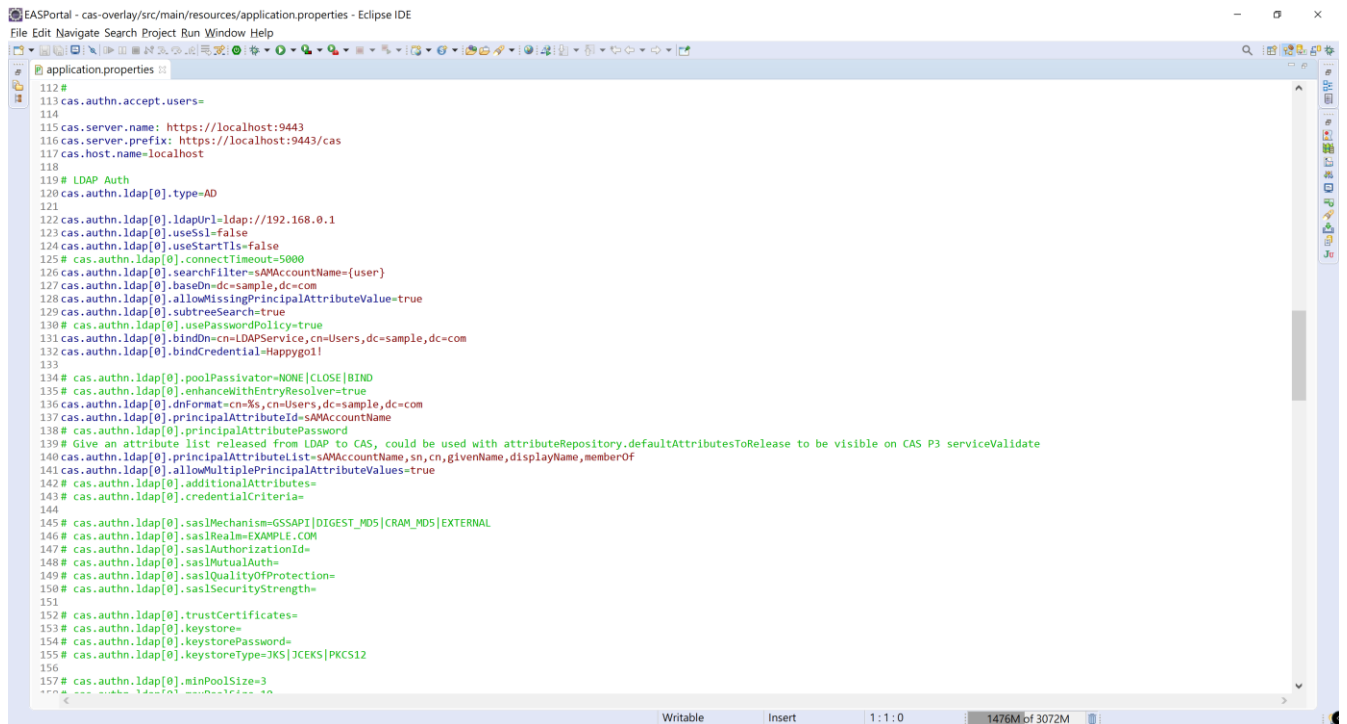 EASPortal - cas-overlay/src/main/resources/application.properties - Eclipse IDE
File Edit Navigate Search Project Run Window Help
application.properties
112 #
113 cas.authn.accept.users=
114
115 cas.server.name: https://localhost:9443
116 cas.server.prefix: https://localhost:9443/cas
117 cas.host.name=localhost
118
119 # LDAP Auth
120 cas.authn.ldap[0].type=AD
121
122 cas.authn.ldap[0].ldapUrl=ldap://192.168.0.1
123 cas.authn.ldap[0].useSsl=false
124 cas.authn.ldap[0].useStartTls=false
125 # cas.authn.ldap[0].connectTimeout=5000
126 cas.authn.ldap[0].searchFilter=sAMAccountName={user}
127 cas.authn.ldap[0].baseDn=dc=sample,dc=com
128 cas.authn.ldap[0].allowMissingPrincipalAttributeValue=true
129 cas.authn.ldap[0].subtreeSearch=true
130 # cas.authn.ldap[0].usePasswordPolicy=true
131 cas.authn.ldap[0].bindDn=cn=LDAPService,cn=Users,dc=sample,dc=com
132 cas.authn.ldap[0].bindCredential=Happygo1!
133
134 # cas.authn.ldap[0].poolPassivator=NONE|CLOSE|BIND
135 # cas.authn.ldap[0].enhanceWithEntryResolver=true
136 cas.authn.ldap[0].dnFormat=cn=%s,cn=Users,dc=sample,dc=com
137 cas.authn.ldap[0].principalAttributeId=sAMAccountName
138 # cas.authn.ldap[0].principalAttributePassword
139 # Give an attribute list released from LDAP to CAS, could be used with attributeRepository.defaultAttributesToRelease to be visible on CAS P3 serviceValidate
140 cas.authn.ldap[0].principalAttributeList=sAMAccountName,sn,cn,givenName,displayName,memberOf
141 cas.authn.ldap[0].allowMultiplePrincipalAttributeValues=true
142 # cas.authn.ldap[0].additionalAttributes=
143 # cas.authn.ldap[0].credentialCriteria=
144
145 # cas.authn.ldap[0].saslMechanism=GSSAPI|DIGEST_MD5|CRAM_MD5|EXTERNAL
146 # cas.authn.ldap[0].saslRealm=EXAMPLE.COM
147 # cas.authn.ldap[0].saslAuthorizationId=
148 # cas.authn.ldap[0].saslMutualAuth=
149 # cas.authn.ldap[0].saslQualityOfProtection=
150 # cas.authn.ldap[0].saslSecurityStrength=
151
152 # cas.authn.ldap[0].trustCertificates=
153 # cas.authn.ldap[0].keystore=
154 # cas.authn.ldap[0].keystorePassword=
155 # cas.authn.ldap[0].keystoreType=JKS|JCEKS|PKCS12
156
157 # cas.authn.ldap[0].minPoolSize=3
Writable Insert 1 : 1 : 0 1476M of 3072M